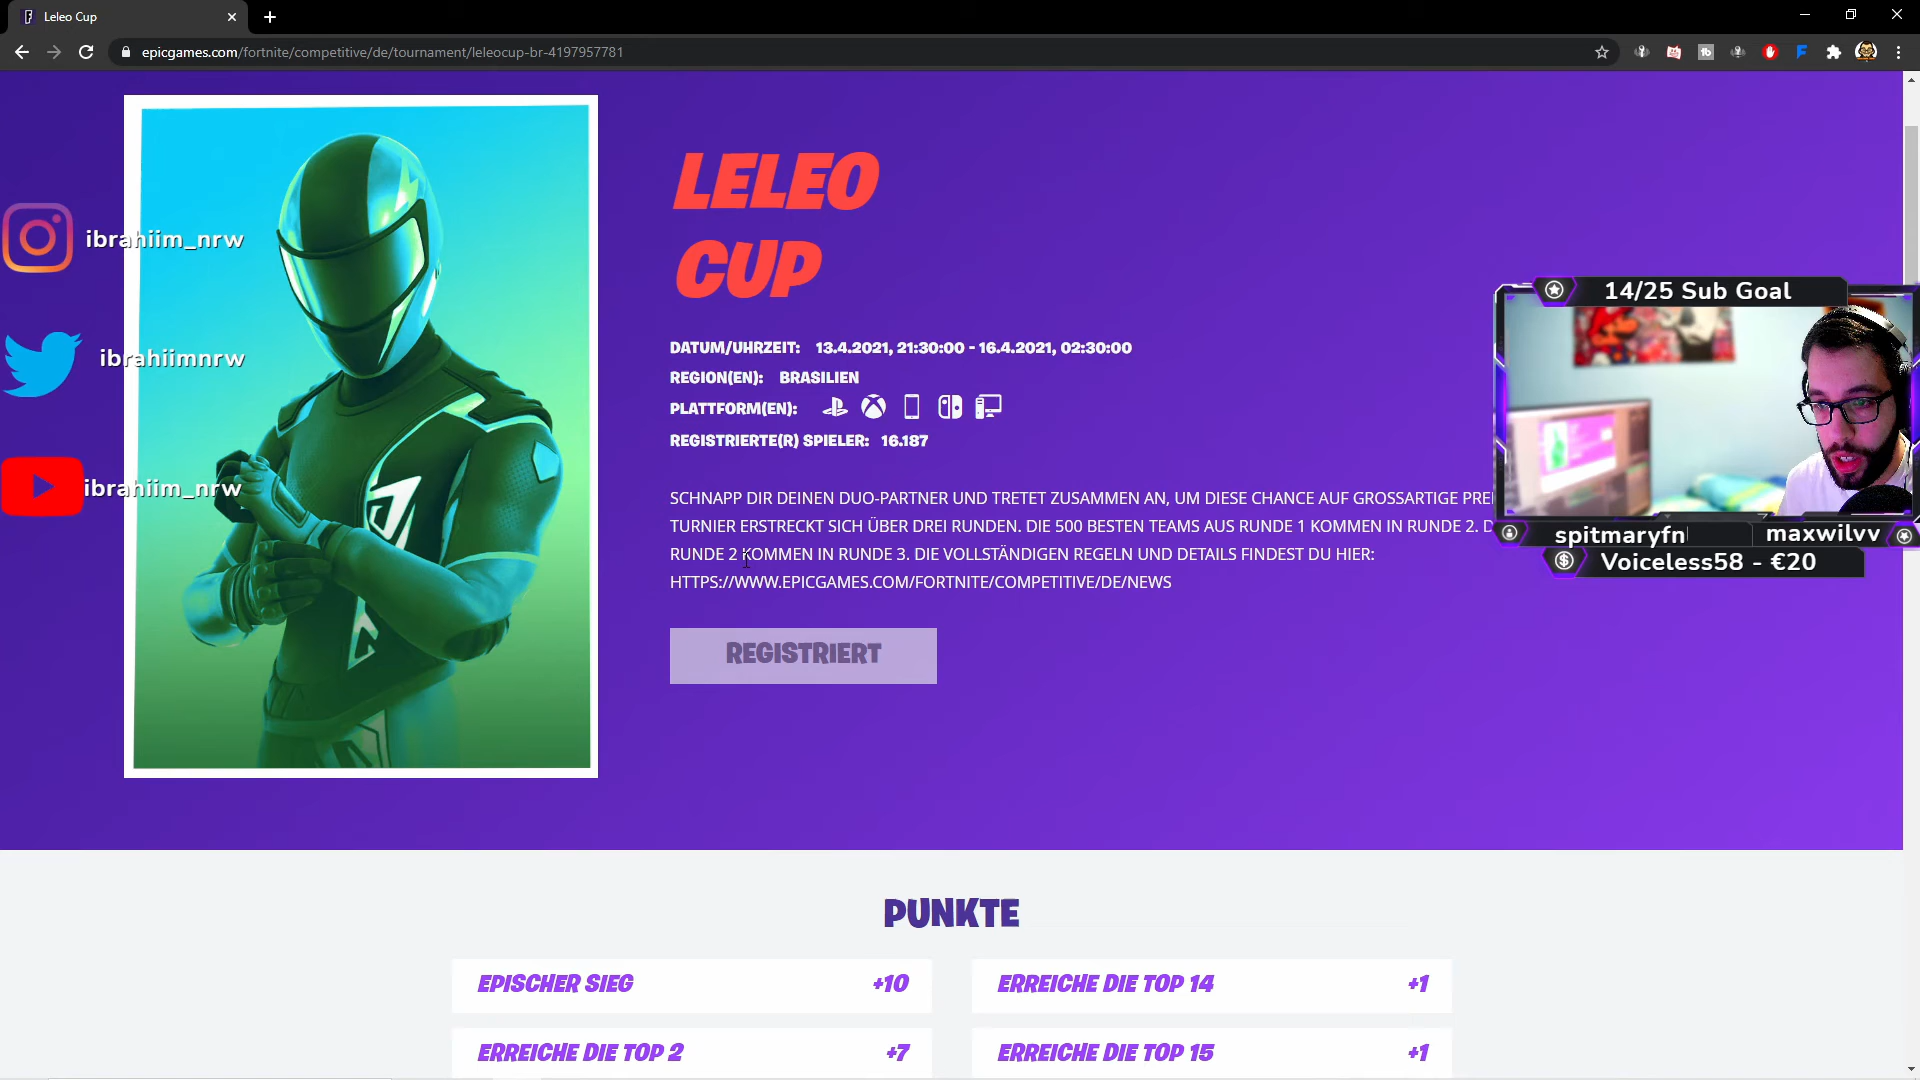 Leleo Cup
epicgames.com/fortnite/competitive/de/tournament/leleocup-br-4197957781
LELEO
CUP
DATUM/UHRZEIT: 13.4.2021, 21:30:00 - 16.4.2021, 02:30:00
REGION(EN): BRASILIEN
PLATTFORM(EN):
REGISTRIERTE(R) SPIELER: 16.187
SCHNAPP DIR DEINEN DUO-PARTNER UND TRETET ZUSAMMEN AN, UM DIESE CHANCE AUF GROSSARTIGE
TURNIER ERSTRECKT SICH ÜBER DREI RUNDEN. DIE 500 BESTEN TEAMS AUS RUNDE 1 KOMMEN IN RUNDE 2.
RUNDE 2 KOMMEN IN RUNDE 3. DIE VOLLSTÄNDIGEN REGELN UND DETAILS FINDEST DU HIER:
HTTPS://WWW.EPICGAMES.COM/FORTNITE/COMPETITIVE/DE/NEWS
REGISTRIERT
ibrahiim_nrw
ibrahiimnrw
ibrahiim_nrw
14/25 Sub Goal
spitmaryfn
maxwilvv
Voiceless58 - €20
PUNKTE
EPISCHER SIEG +10
ERREICHE DIE TOP 14 +1
ERREICHE DIE TOP 2 +7
ERREICHE DIE TOP 15 +1